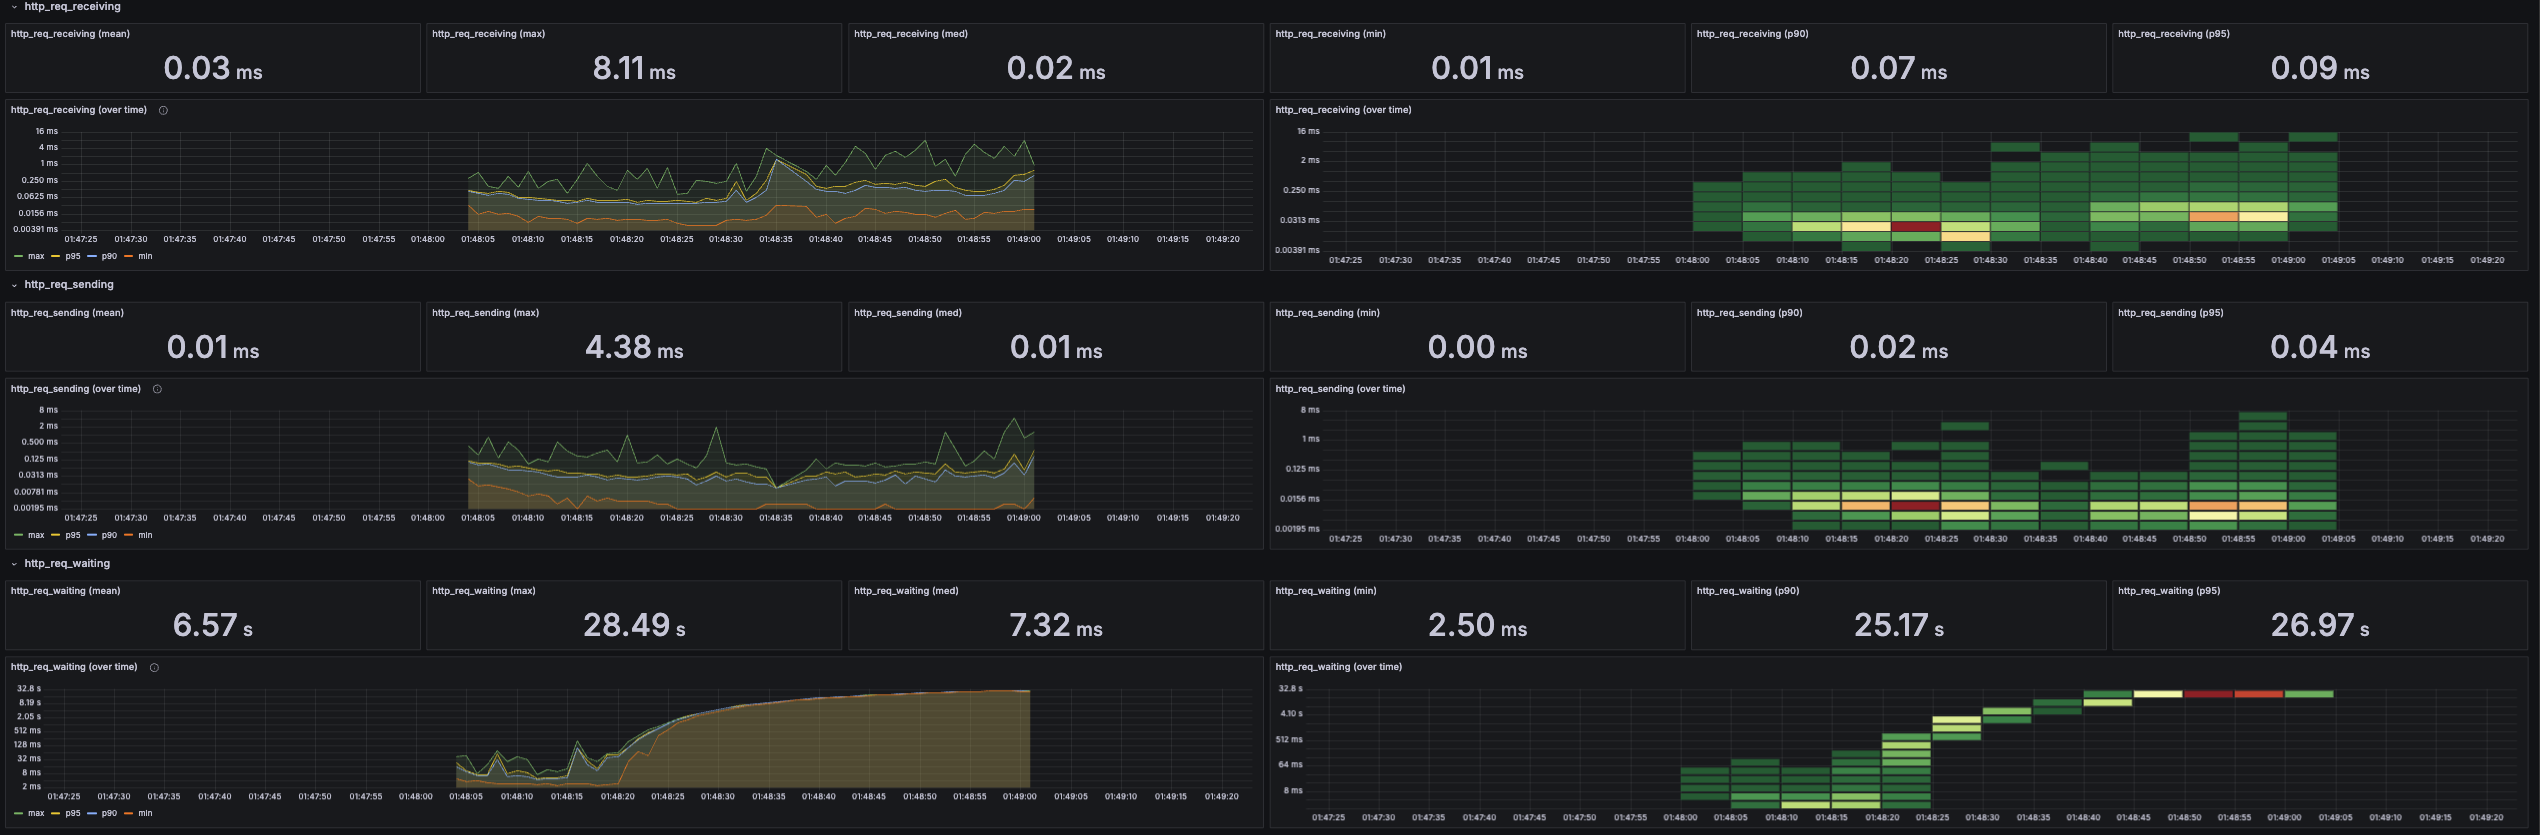 http_req_receiving
http_req_receiving (mean) http_req_receiving (max) http_req_receiving (med) http_req_receiving (min) http_req_receiving (p90) http_req_receiving (p95)
0.03 ms 8.11 ms 0.02 ms 0.01 ms 0.07 ms 0.09 ms
http_req_receiving (over time)
16 ms
4 ms
1 ms
0.250 ms
0.0625 ms
0.0156 ms
0.00391 ms
01:47:25 01:47:30 01:47:35 01:47:40 01:47:45 01:47:50 01:47:55 01:48:00 01:48:05 01:48:10 01:48:15 01:48:20 01:48:25 01:48:30 01:48:35 01:48:40 01:48:45 01:48:50 01:48:55 01:49:00 01:49:05 01:49:10 01:49:15 01:49:20
max p95 p90 min
http_req_receiving (over time)
16 ms
2 ms
0.250 ms
0.0313 ms
0.00391 ms
01:47:25 01:47:30 01:47:35 01:47:40 01:47:45 01:47:50 01:47:55 01:48:00 01:48:05 01:48:10 01:48:15 01:48:20 01:48:25 01:48:30 01:48:35 01:48:40 01:48:45 01:48:50 01:48:55 01:49:00 01:49:05 01:49:10 01:49:15 01:49:20
http_req_sending
http_req_sending (mean) http_req_sending (max) http_req_sending (med) http_req_sending (min) http_req_sending (p90) http_req_sending (p95)
0.01 ms 4.38 ms 0.01 ms 0.00 ms 0.02 ms 0.04 ms
http_req_sending (over time)
8 ms
2 ms
0.500 ms
0.125 ms
0.0313 ms
0.00781 ms
0.00195 ms
01:47:25 01:47:30 01:47:35 01:47:40 01:47:45 01:47:50 01:47:55 01:48:00 01:48:05 01:48:10 01:48:15 01:48:20 01:48:25 01:48:30 01:48:35 01:48:40 01:48:45 01:48:50 01:48:55 01:49:00 01:49:05 01:49:10 01:49:15 01:49:20
max p95 p90 min
http_req_sending (over time)
8 ms
1 ms
0.125 ms
0.0156 ms
0.00195 ms
01:47:25 01:47:30 01:47:35 01:47:40 01:47:45 01:47:50 01:47:55 01:48:00 01:48:05 01:48:10 01:48:15 01:48:20 01:48:25 01:48:30 01:48:35 01:48:40 01:48:45 01:48:50 01:48:55 01:49:00 01:49:05 01:49:10 01:49:15 01:49:20
http_req_waiting
http_req_waiting (mean) http_req_waiting (max) http_req_waiting (med) http_req_waiting (min) http_req_waiting (p90) http_req_waiting (p95)
6.57 s 28.49 s 7.32 ms 2.50 ms 25.17 s 26.97 s
http_req_waiting (over time)
32.8 s
8.19 s
2.05 s
512 ms
128 ms
32 ms
8 ms
2 ms
01:47:25 01:47:30 01:47:35 01:47:40 01:47:45 01:47:50 01:47:55 01:48:00 01:48:05 01:48:10 01:48:15 01:48:20 01:48:25 01:48:30 01:48:35 01:48:40 01:48:45 01:48:50 01:48:55 01:49:00 01:49:05 01:49:10 01:49:15 01:49:20
max p95 p90 min
http_req_waiting (over time)
32.8 s
4.10 s
512 ms
64 ms
8 ms
01:47:25 01:47:30 01:47:35 01:47:40 01:47:45 01:47:50 01:47:55 01:48:00 01:48:05 01:48:10 01:48:15 01:48:20 01:48:25 01:48:30 01:48:35 01:48:40 01:48:45 01:48:50 01:48:55 01:49:00 01:49:05 01:49:10 01:49:15 01:49:20